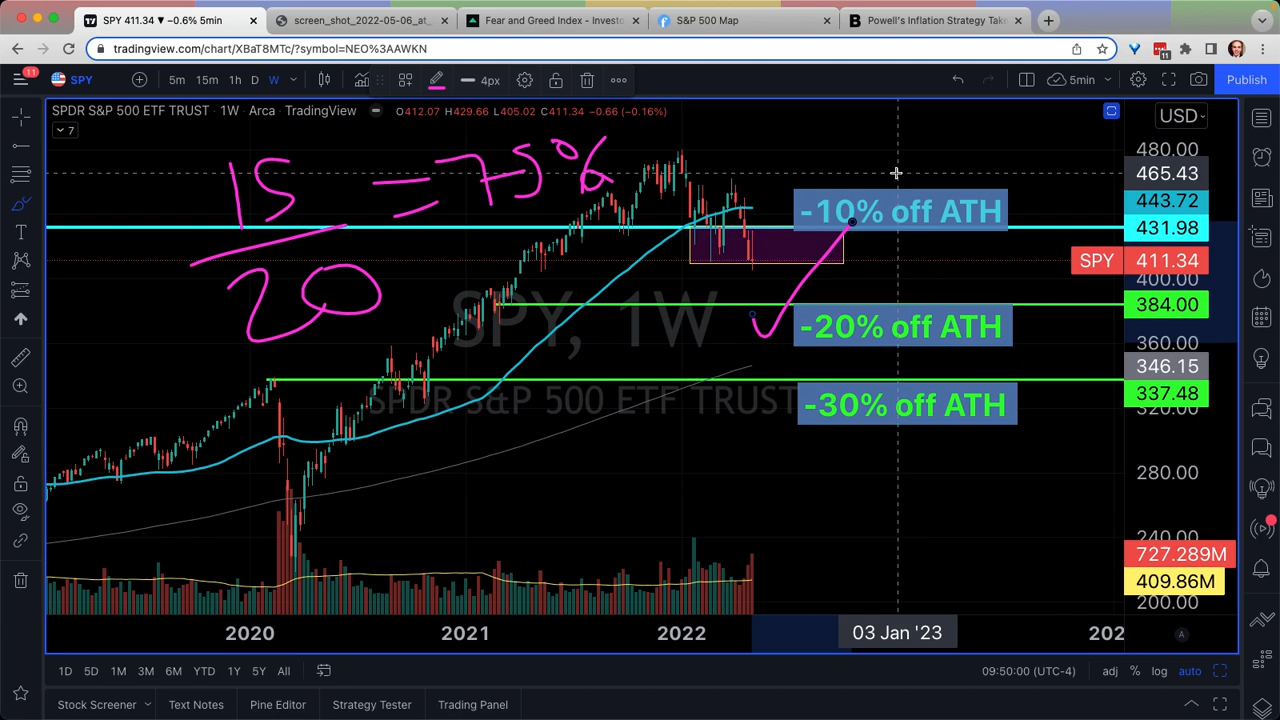 SPY 411.34 ▼ −0.6% 5min
screen_shot_2022-05-06_at_
Fear and Greed Index - Investo
S&P 500 Map
Powell's Inflation Strategy Take
tradingview.com/chart/XBaT8MTc/?symbol=NEO%3AAWKN
11
11
SPY
5m
15m
1h
D
W
4px
5min
Publish
SPDR S&P 500 ETF TRUST · 1W · Arca · TradingView
O412.07 H429.66 L405.02 C411.34 −0.66 (−0.16%)
USD
7
15
= 75%
20
480.00
465.43
443.72
431.98
SPY
411.34
400.00
384.00
360.00
346.15
337.48
320.00
280.00
240.00
727.289M
409.86M
200.00
-10% off ATH
-20% off ATH
-30% off ATH
SPY, 1W
SPDR S&P 500 ETF TRUST
2020
2021
2022
03 Jan '23
202
A
1D
5D
1M
3M
6M
YTD
1Y
5Y
All
09:50:00 (UTC-4)
adj
%
log
auto
Stock Screener
Text Notes
Pine Editor
Strategy Tester
Trading Panel